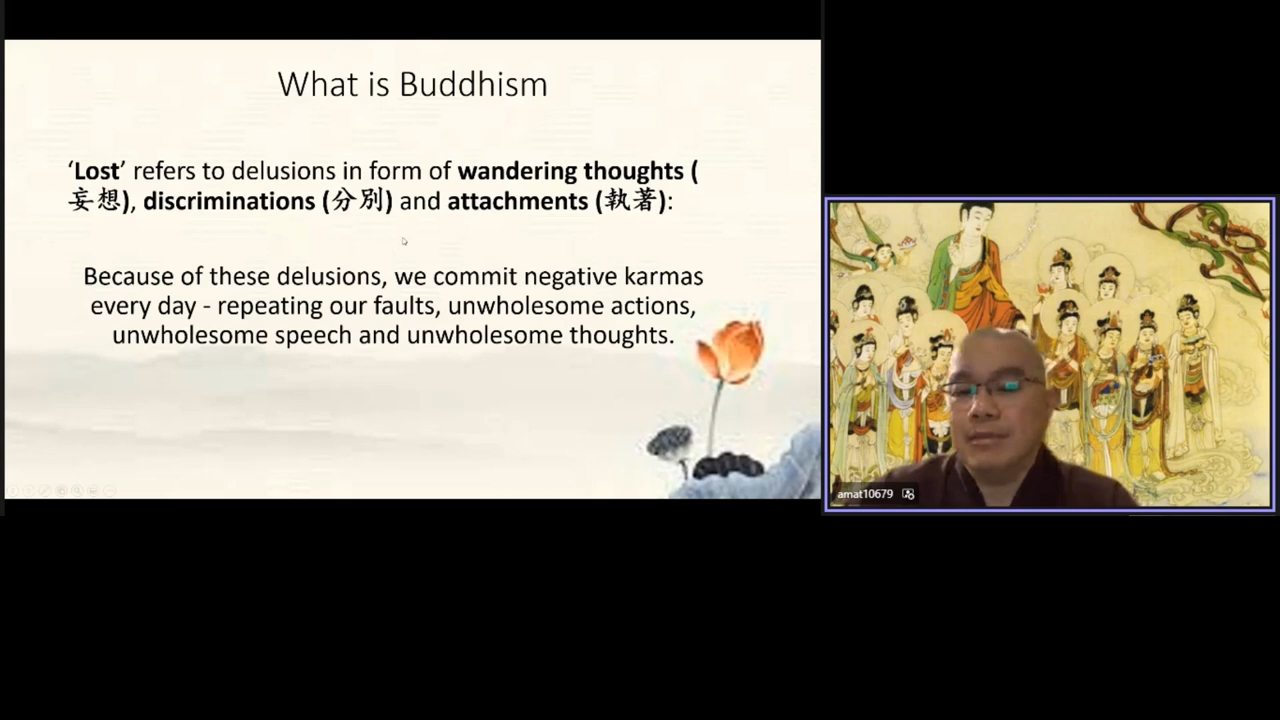 What is Buddhism
‘Lost’ refers to delusions in form of wandering thoughts (
妄想), discriminations (分別) and attachments (執著):
Because of these delusions, we commit negative karmas
every day - repeating our faults, unwholesome actions,
unwholesome speech and unwholesome thoughts.
amat10679